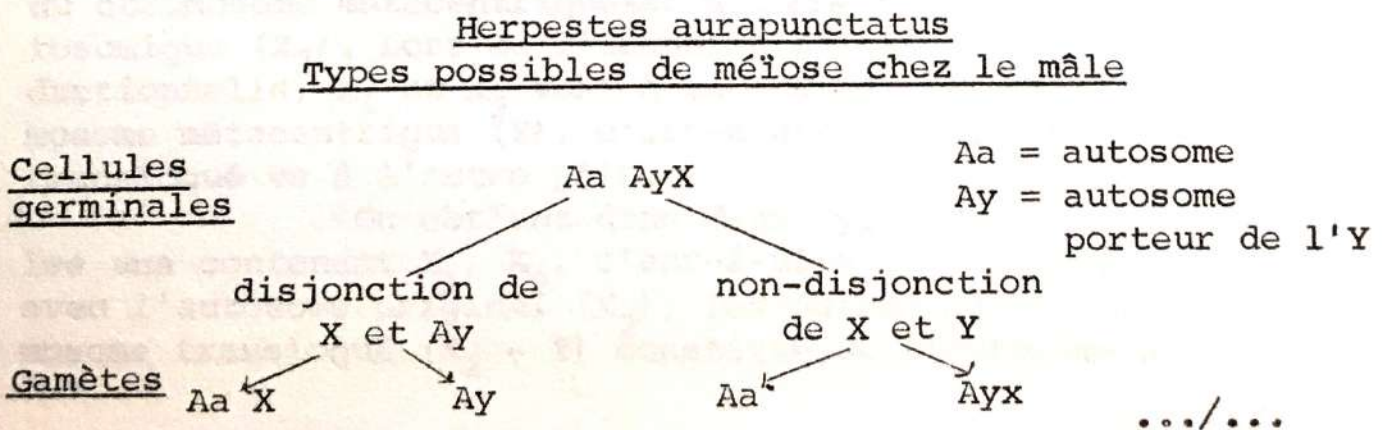 Herpestes aurapunctatus
Types possibles de méïose chez le mâle
Cellules
germinales
Aa AyX
Aa = autosome
Ay = autosome
porteur de l'Y
disjonction de
X et Ay
non-disjonction
de X et Y
Gamètes
Aa X
Ay
Aa
Ayx
.../...